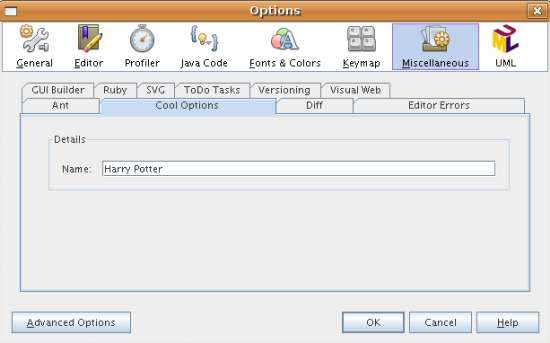 Options
General Editor Profiler Java Code Fonts & Colors Keymap Miscellaneous UML
GUI Builder Ruby SVG ToDo Tasks Versioning Visual Web
Ant Cool Options Diff Editor Errors
Details
Name: Harry Potter
Advanced Options OK Cancel Help